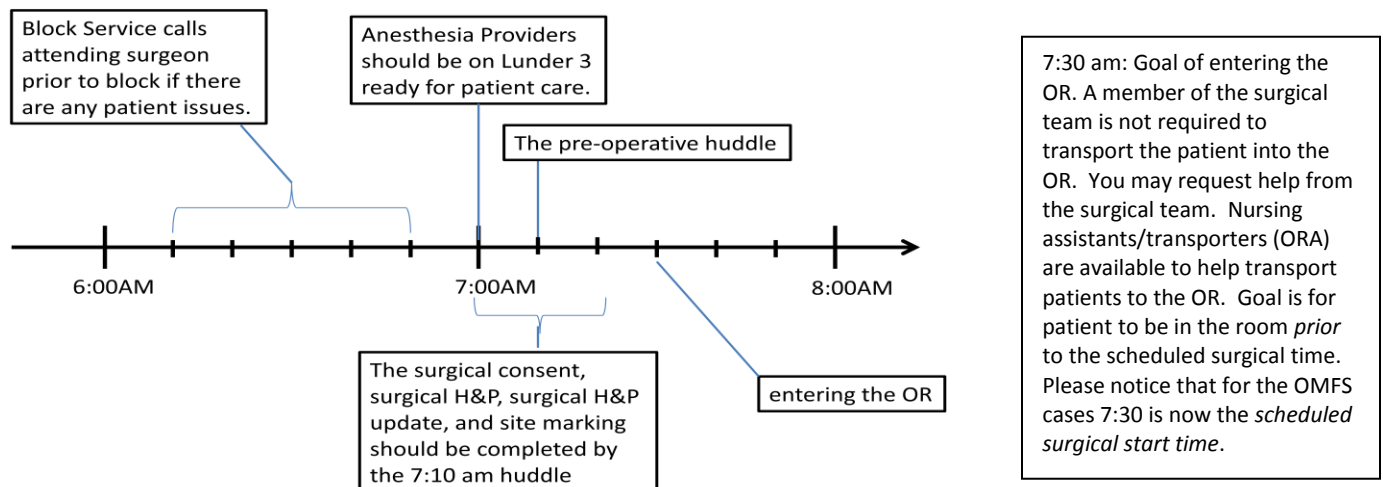 Block Service calls
attending surgeon
prior to block if there
are any patient issues.
Anesthesia Providers
should be on Lunder 3
ready for patient care.
The pre-operative huddle
6:00AM
7:00AM
8:00AM
The surgical consent,
surgical H&P, surgical H&P
update, and site marking
should be completed by
the 7:10 am huddle
entering the OR
7:30 am: Goal of entering the
OR. A member of the surgical
team is not required to
transport the patient into the
OR. You may request help from
the surgical team. Nursing
assistants/transporters (ORA)
are available to help transport
patients to the OR. Goal is for
patient to be in the room prior
to the scheduled surgical time.
Please notice that for the OMFS
cases 7:30 is now the scheduled
surgical start time.